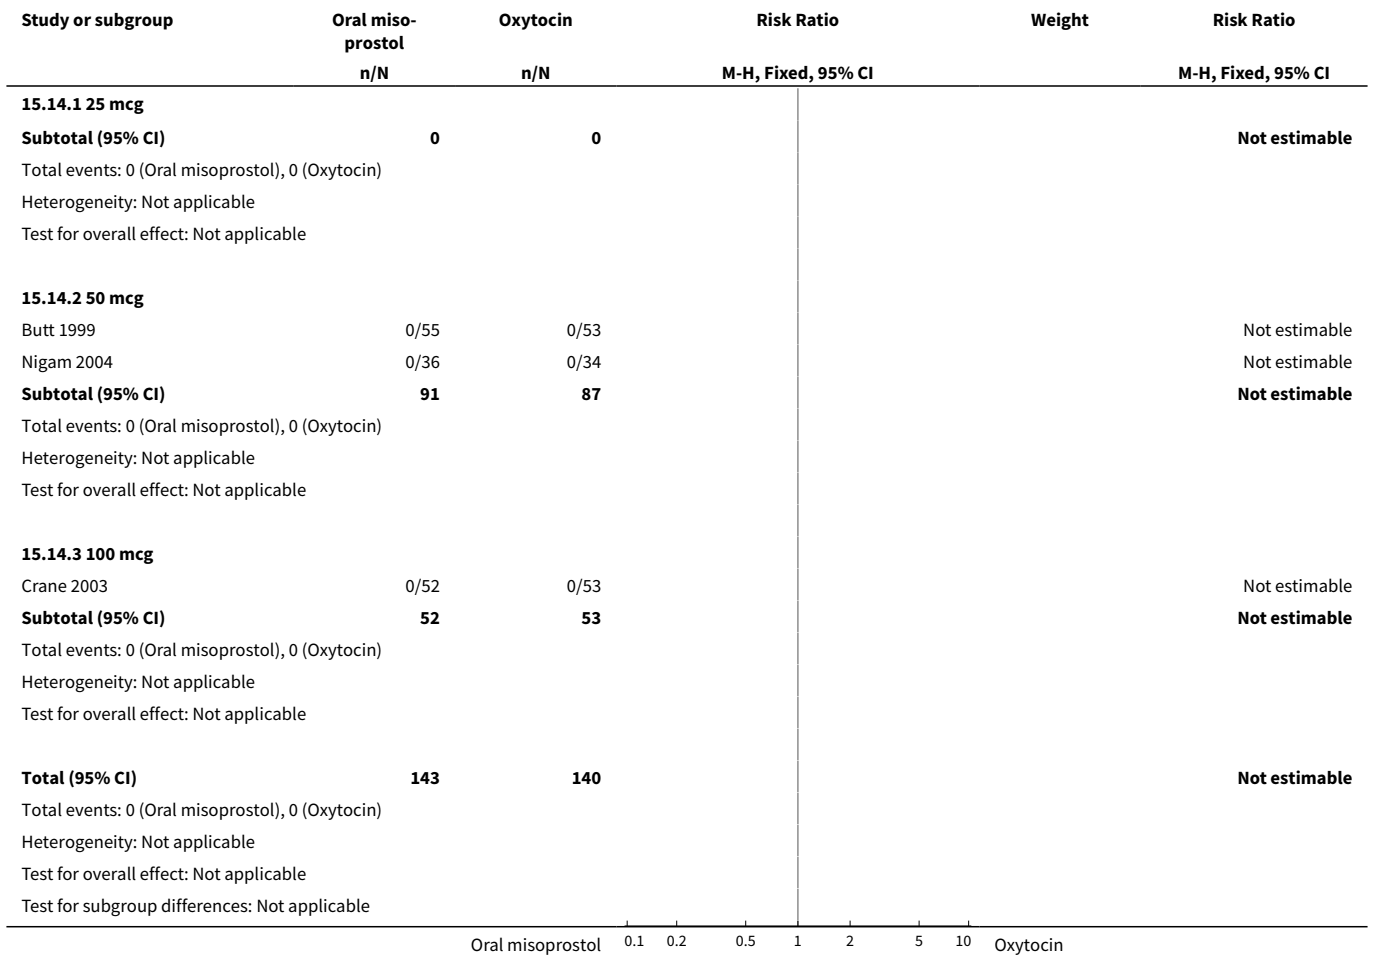 Study or subgroup Oral miso- Oxytocin Risk Ratio Weight Risk Ratio
prostol
n/N n/N M-H, Fixed, 95% CI M-H, Fixed, 95% CI
15.14.1 25 mcg
Subtotal (95% CI) 0 0 Not estimable
Total events: 0 (Oral misoprostol), 0 (Oxytocin)
Heterogeneity: Not applicable
Test for overall effect: Not applicable
15.14.2 50 mcg
Butt 1999 0/55 0/53 Not estimable
Nigam 2004 0/36 0/34 Not estimable
Subtotal (95% CI) 91 87 Not estimable
Total events: 0 (Oral misoprostol), 0 (Oxytocin)
Heterogeneity: Not applicable
Test for overall effect: Not applicable
15.14.3 100 mcg
Crane 2003 0/52 0/53 Not estimable
Subtotal (95% CI) 52 53 Not estimable
Total events: 0 (Oral misoprostol), 0 (Oxytocin)
Heterogeneity: Not applicable
Test for overall effect: Not applicable
Total (95% CI) 143 140 Not estimable
Total events: 0 (Oral misoprostol), 0 (Oxytocin)
Heterogeneity: Not applicable
Test for overall effect: Not applicable
Test for subgroup differences: Not applicable
Oral misoprostol 0.1 0.2 0.5 1 2 5 10 Oxytocin